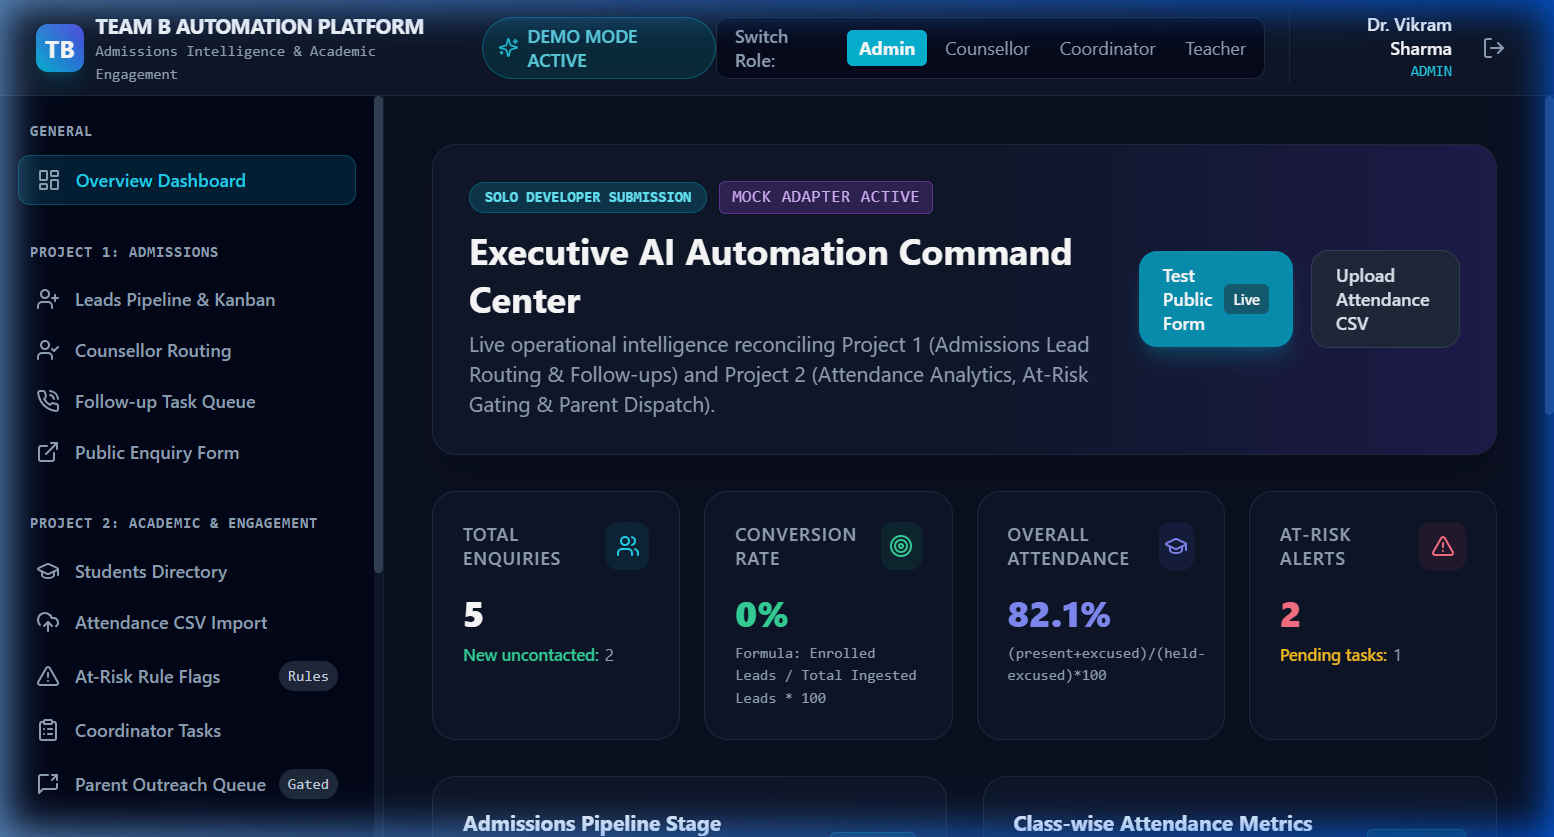 TB
TEAM B AUTOMATION PLATFORM
Admissions Intelligence & Academic
Engagement
DEMO MODE
ACTIVE
Switch
Role:
Admin
Counsellor
Coordinator
Teacher
Dr. Vikram
Sharma
ADMIN
GENERAL
Overview Dashboard
PROJECT 1: ADMISSIONS
Leads Pipeline & Kanban
Counsellor Routing
Follow-up Task Queue
Public Enquiry Form
PROJECT 2: ACADEMIC & ENGAGEMENT
Students Directory
Attendance CSV Import
At-Risk Rule Flags
Rules
Coordinator Tasks
Parent Outreach Queue
Gated
SOLO DEVELOPER SUBMISSION
MOCK ADAPTER ACTIVE
Executive AI Automation Command
Center
Live operational intelligence reconciling Project 1 (Admissions Lead
Routing & Follow-ups) and Project 2 (Attendance Analytics, At-Risk
Gating & Parent Dispatch).
Test
Public
Form
Live
Upload
Attendance
CSV
TOTAL
ENQUIRIES
5
New uncontacted: 2
CONVERSION
RATE
0%
Formula: Enrolled
Leads / Total Ingested
Leads * 100
OVERALL
ATTENDANCE
82.1%
(present+excused)/(held-
excused)*100
AT-RISK
ALERTS
2
Pending tasks: 1
Admissions Pipeline Stage
Class-wise Attendance Metrics